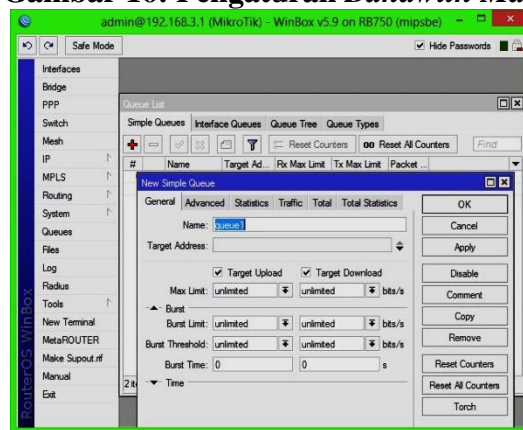 Gambar 10. Pengaturan Bandwith Ma
admin@192.168.3.1 (MikroTik) - WinBox v5.9 on RB750 (mipsbe)
Safe Mode
Hide Passwords
Interfaces
Bridge
PPP
Switch
Mesh
IP
MPLS
Routing
System
Queues
Files
Log
Radius
Tools
New Terminal
MetaROUTER
Make Supout.rif
Manual
Exit
RouterOS WinBox
Queue List
Simple Queues Interface Queues Queue Tree Queue Types
Reset Counters 00 Reset All Counters Find
# Name Target Ad... Rx Max Limit Tx Max Limit Packet ...
New Simple Queue
General Advanced Statistics Traffic Total Total Statistics
Name: queue1
Target Address:
Target Upload Target Download
Max Limit: unlimited unlimited bits/s
Burst
Burst Limit: unlimited unlimited bits/s
Burst Threshold: unlimited unlimited bits/s
Burst Time: 0 0 s
Time
OK
Cancel
Apply
Disable
Comment
Copy
Remove
Reset Counters
Reset All Counters
Torch